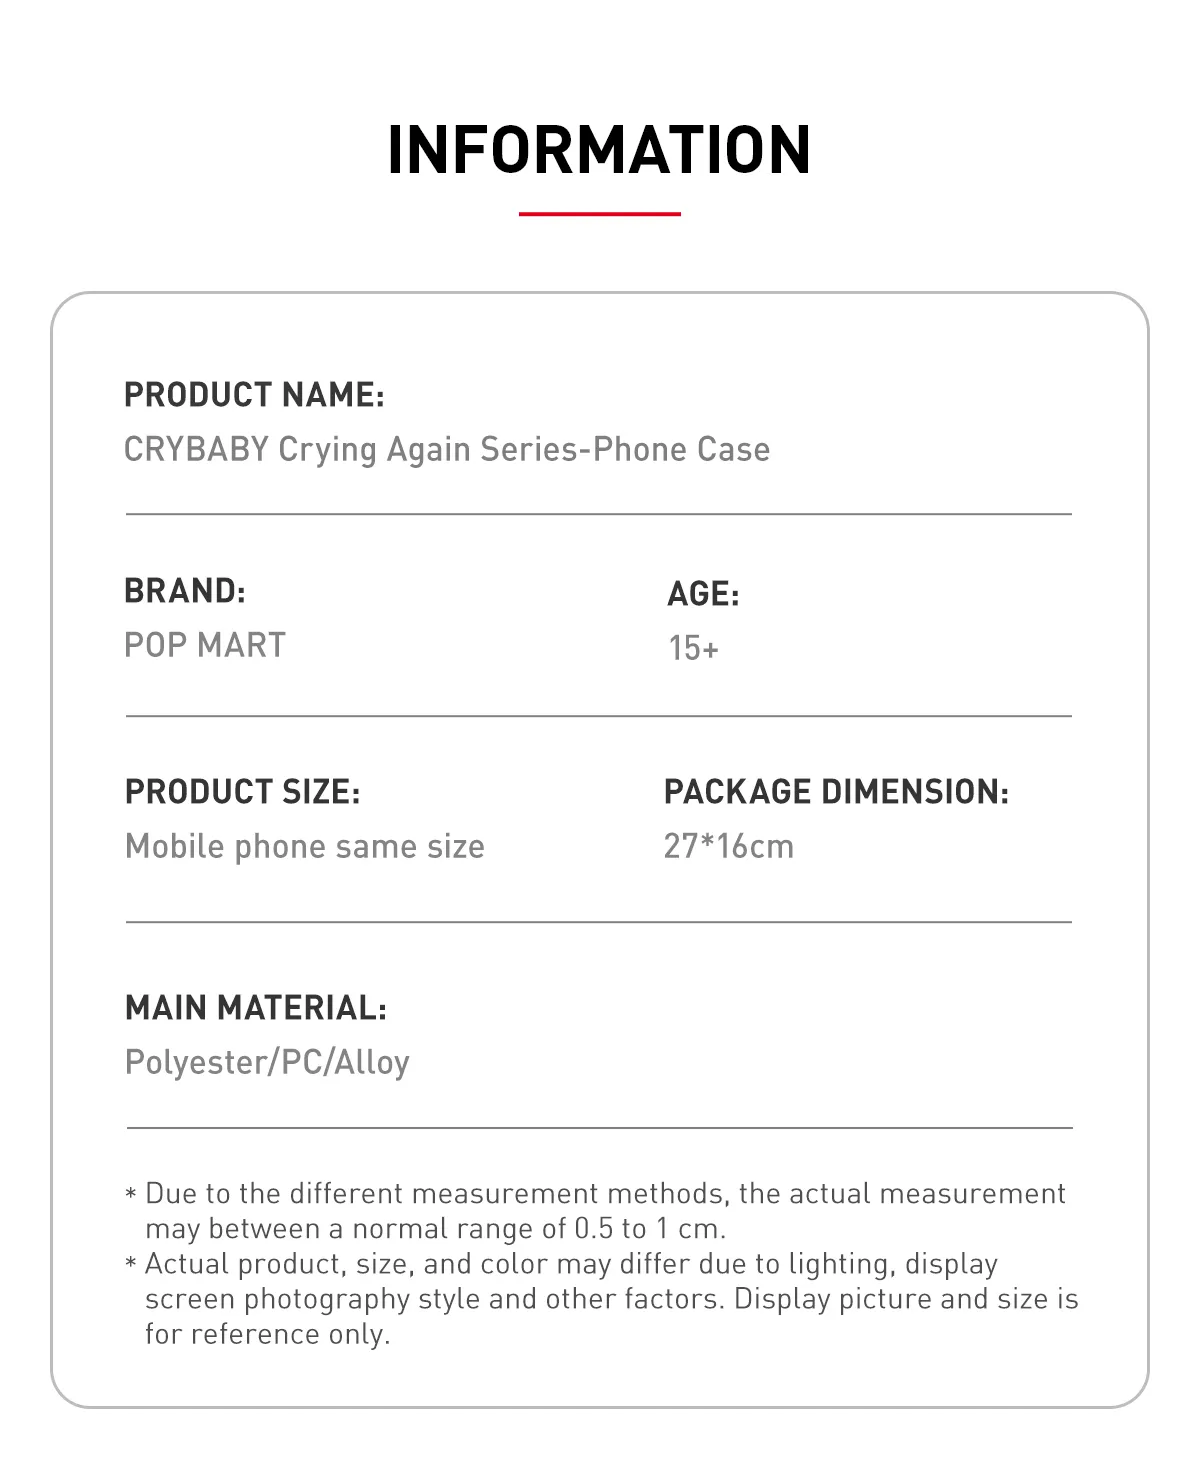 INFORMATION
PRODUCT NAME:
CRYBABY Crying Again Series-Phone Case
BRAND:
POP MART
AGE:
15+
PRODUCT SIZE:
Mobile phone same size
PACKAGE DIMENSION:
27*16cm
MAIN MATERIAL:
Polyester/PC/Alloy
* Due to the different measurement methods, the actual measurement
may between a normal range of 0.5 to 1 cm.
* Actual product, size, and color may differ due to lighting, display
screen photography style and other factors. Display picture and size is
for reference only.